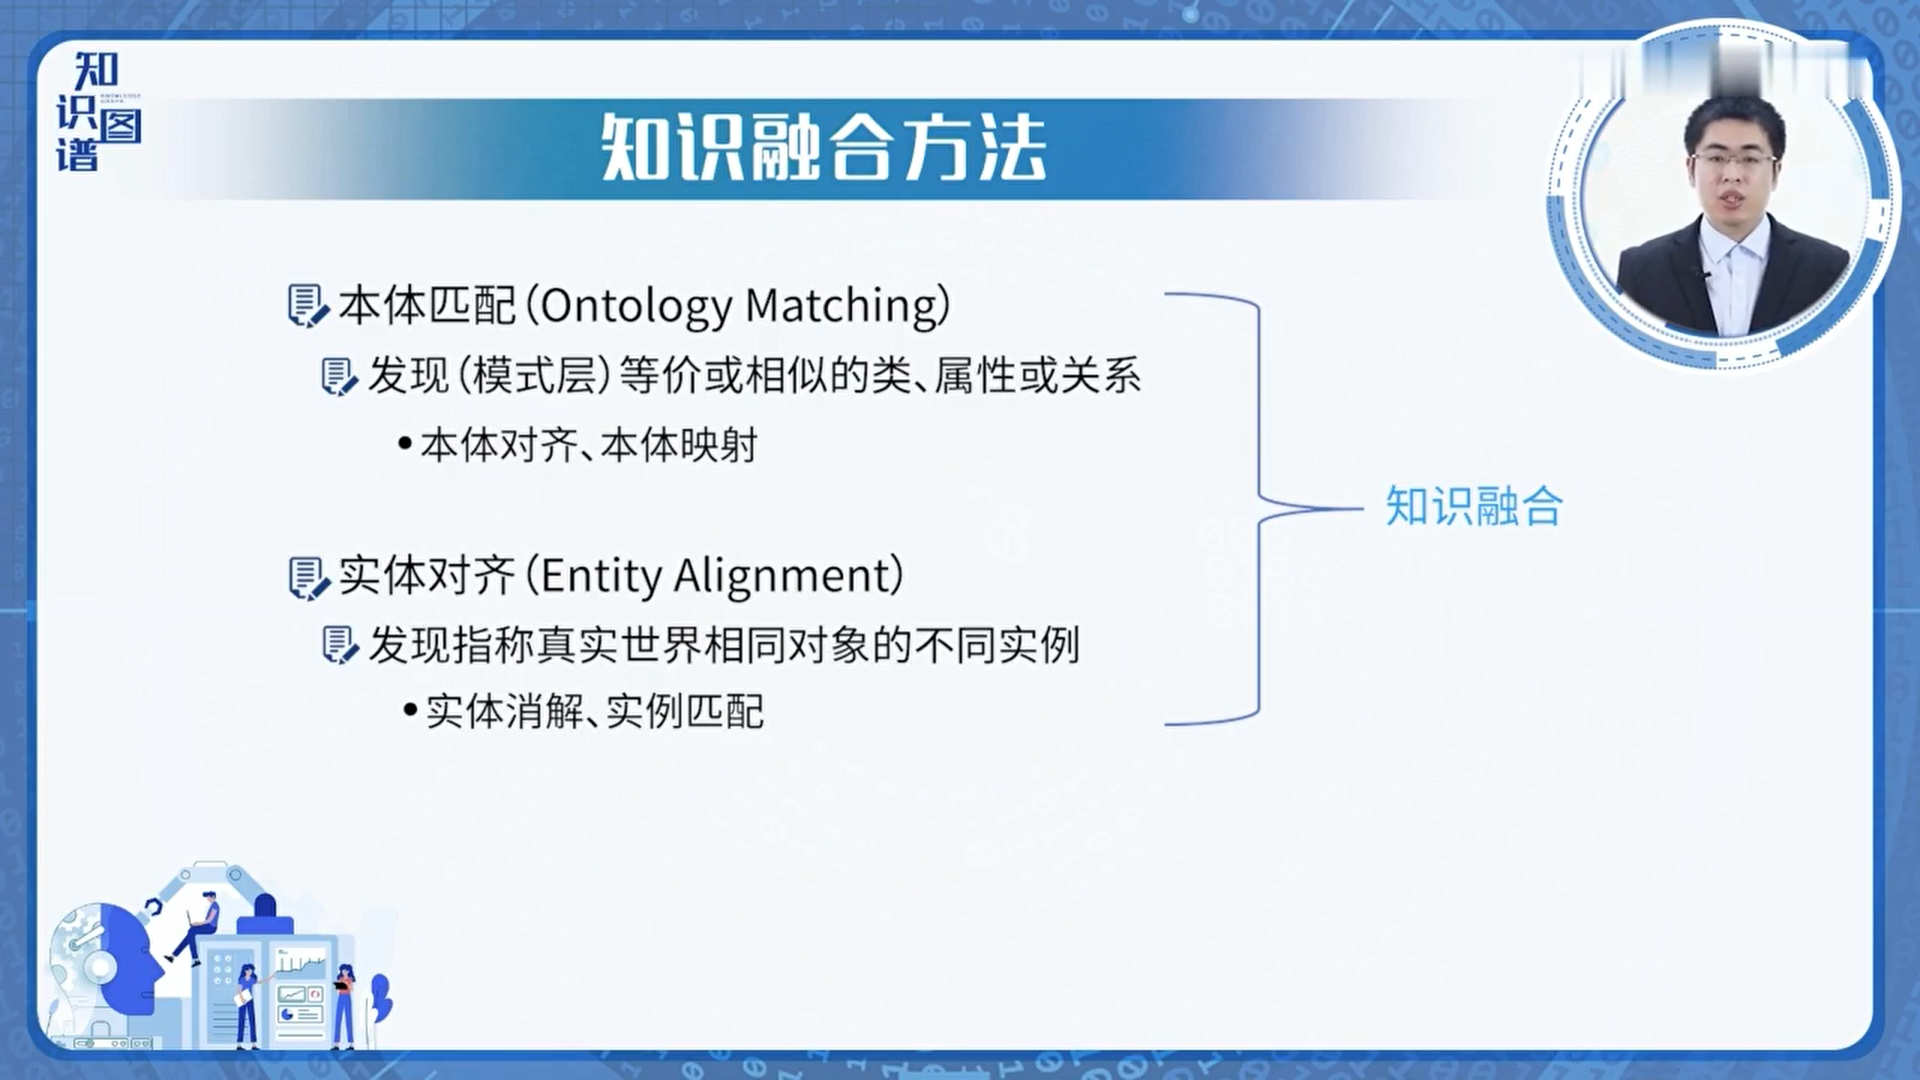 知识图谱
知识融合方法
本体匹配（Ontology Matching）
发现（模式层）等价或相似的类、属性或关系
•本体对齐、本体映射
知识融合
实体对齐（Entity Alignment）
发现指称真实世界相同对象的不同实例
•实体消解、实例匹配